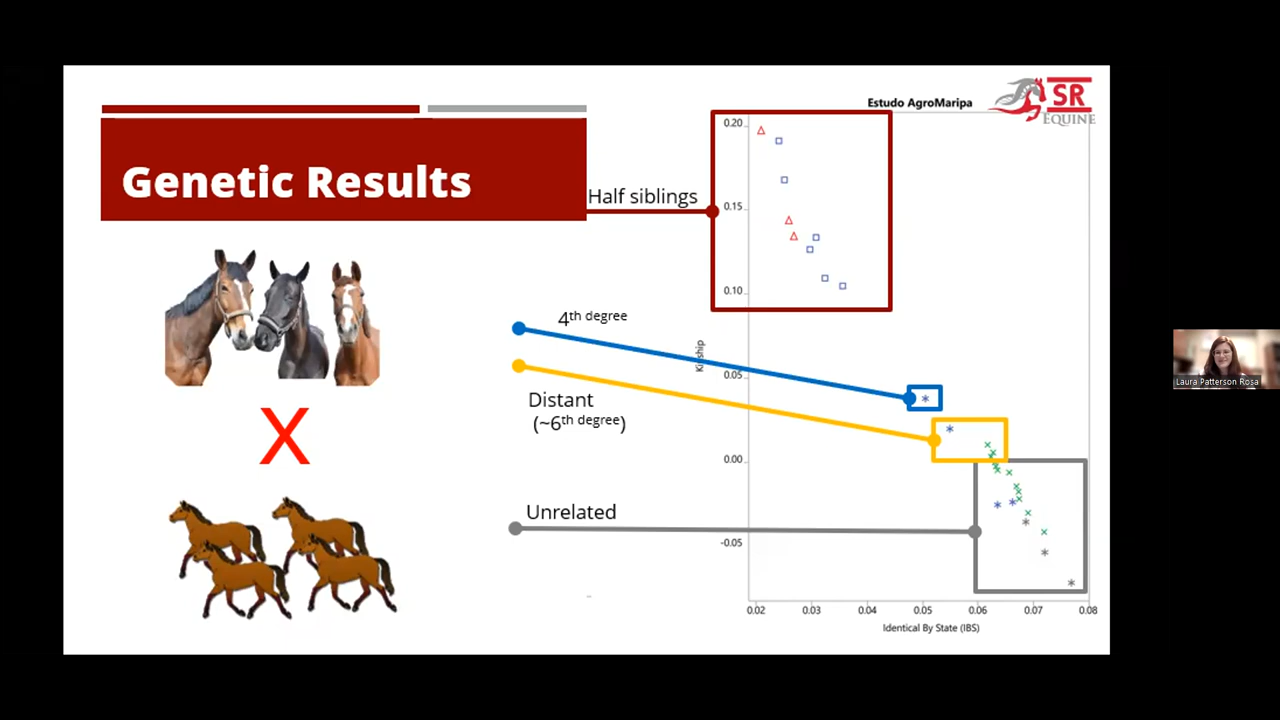 Estudo AgroMaripa
SR
EQUINE
Genetic Results
Half siblings
4th degree
Distant
(~6th degree)
Unrelated
X
Kinship
0.20
0.15
0.10
0.05
0.00
-0.05
0.02 0.03 0.04 0.05 0.06 0.07 0.08
Identical By State (IBS)
Laura Patterson Rosa